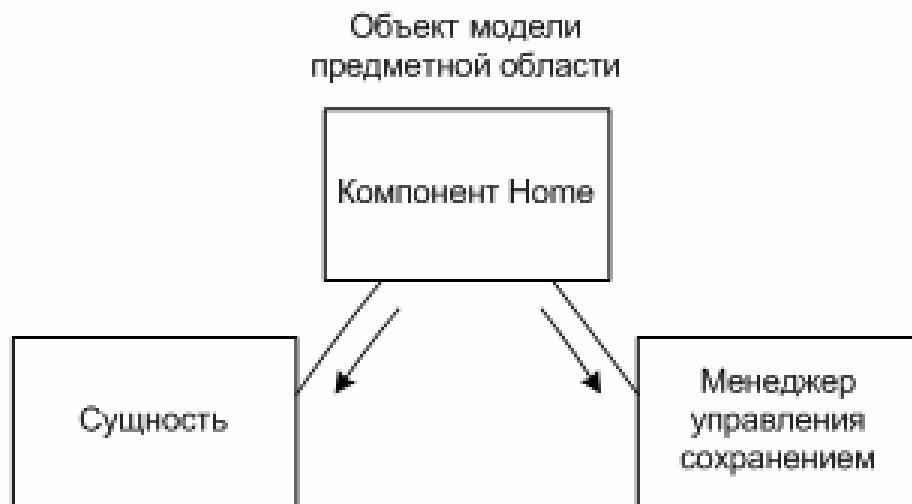 Объект модели
предметной области
Компонент Home
Сущность
Менеджер
управления
сохранением